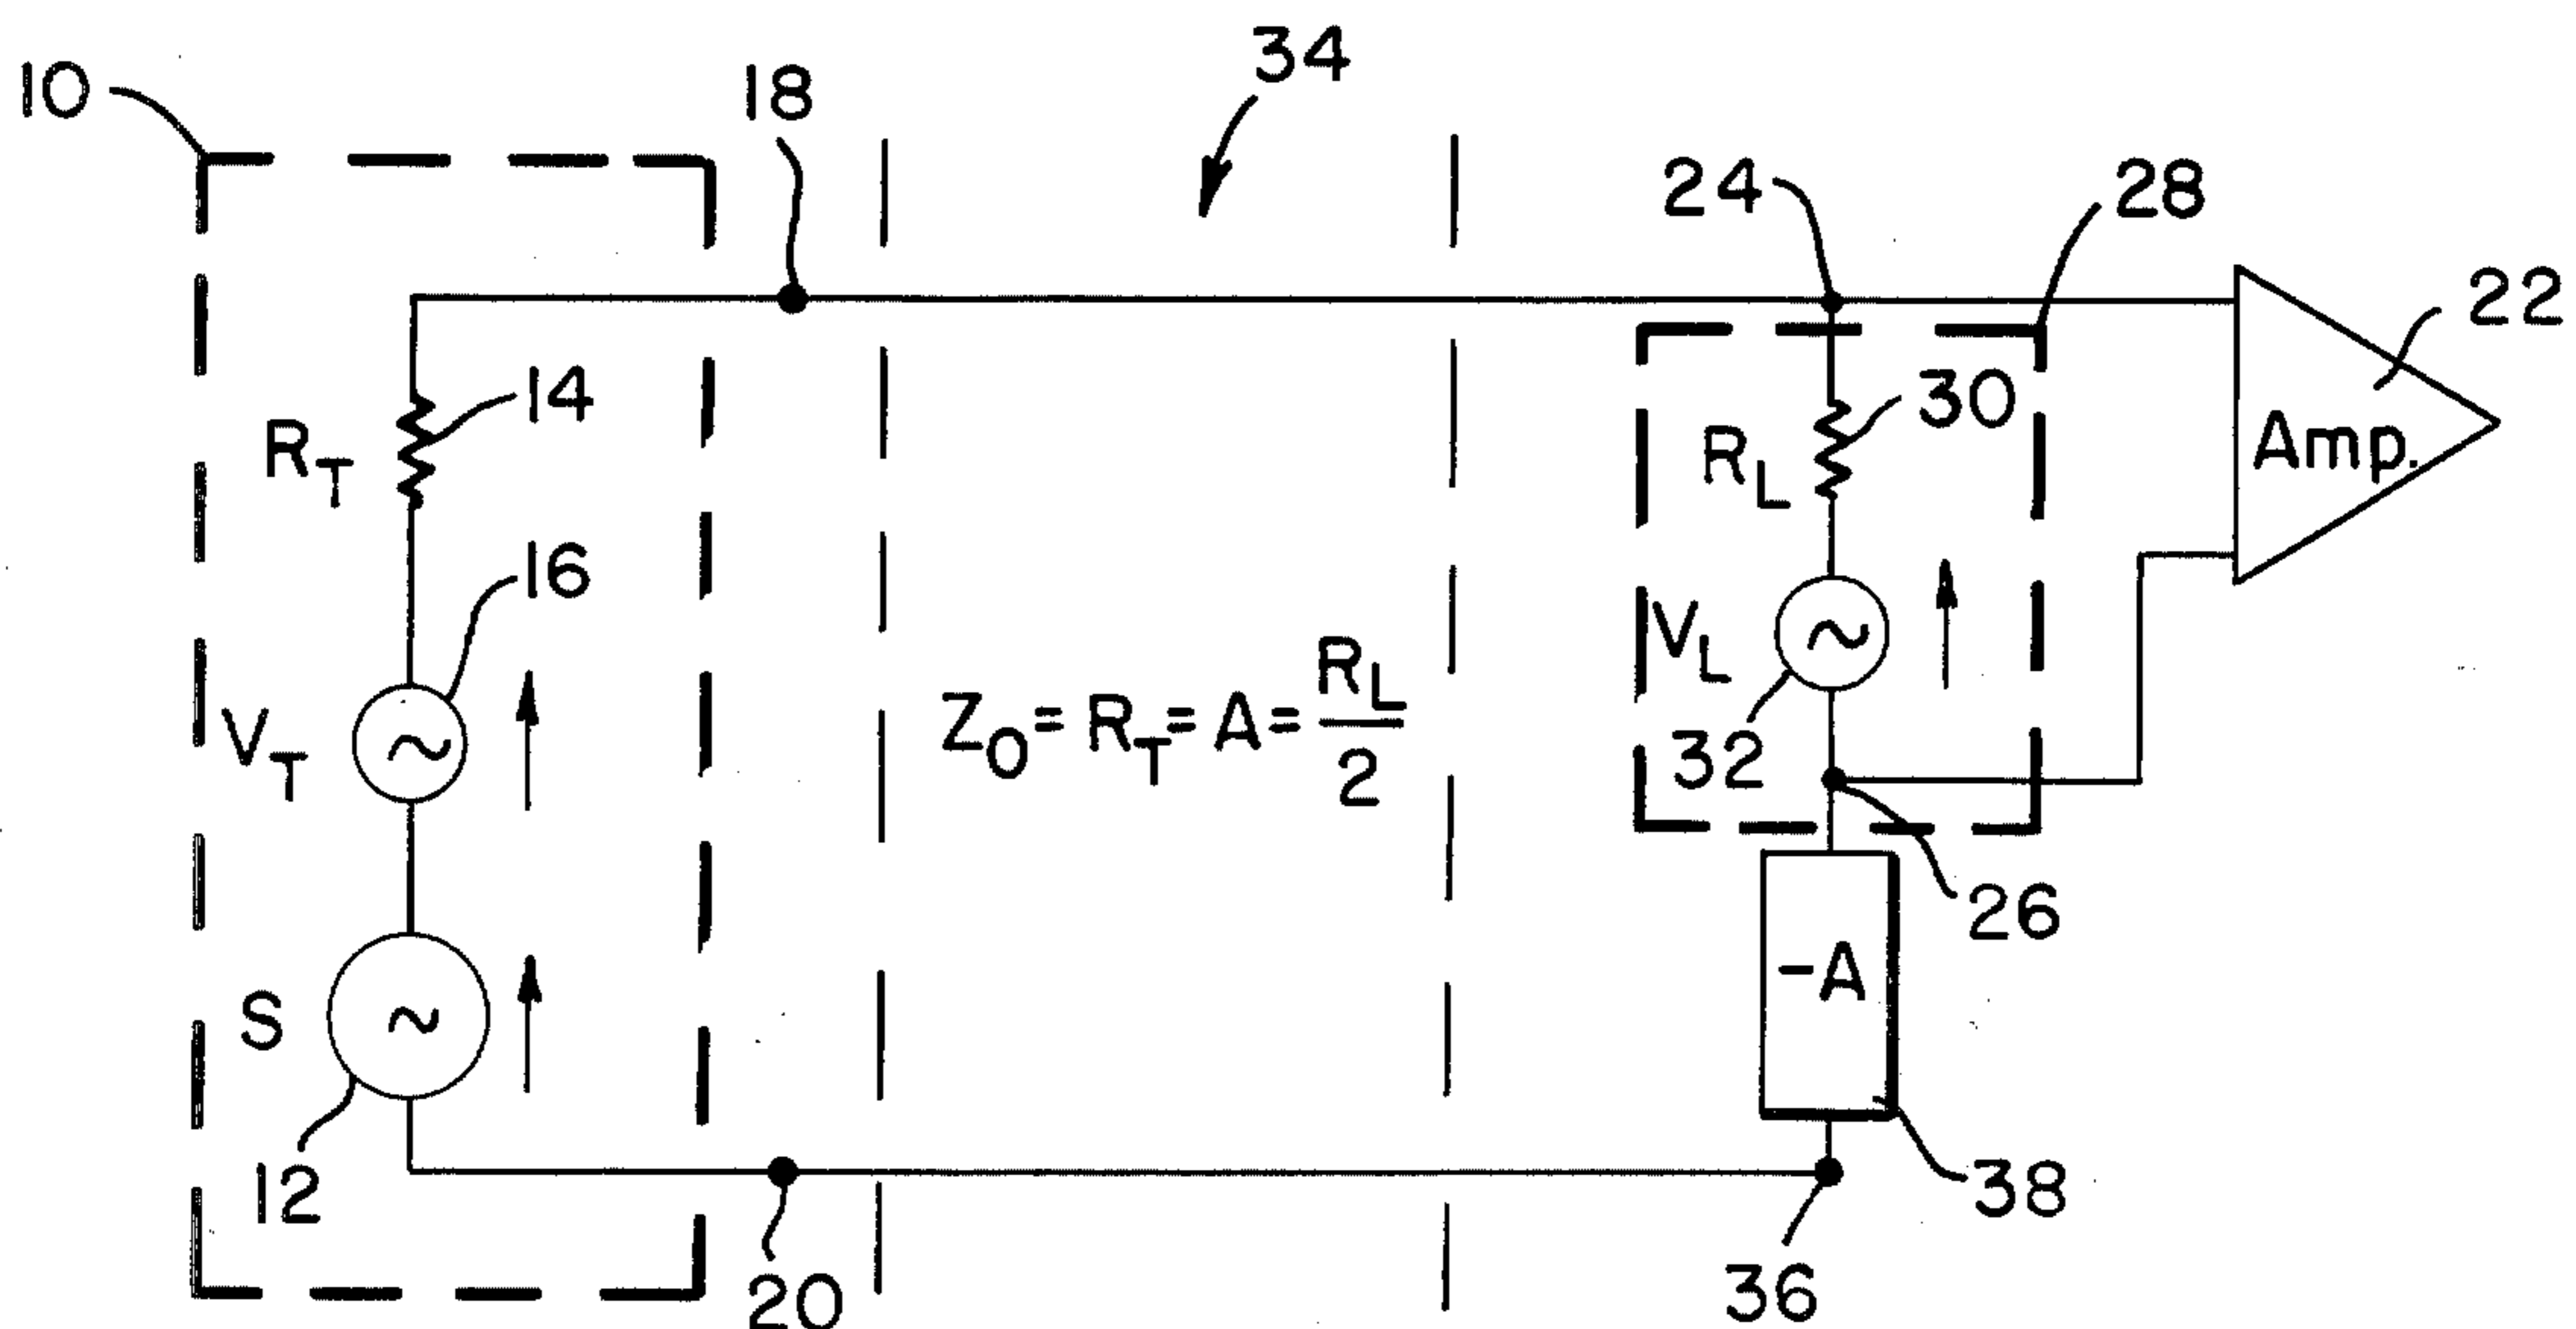 10
18
34
24
28
22
14
R_T
30
R_L
Amp.
16
V_T
V_L
32
Z_O = R_T = A = R_L/2
26
-A
S
12
20
36
38